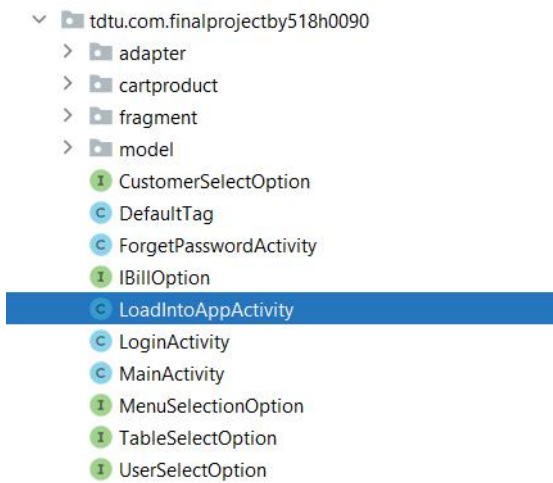 tdtu.com.finalprojectby518h0090
adapter
cartproduct
fragment
model
I CustomerSelectOption
C DefaultTag
C ForgetPasswordActivity
I IBillOption
C LoadIntoAppActivity
C LoginActivity
C MainActivity
I MenuSelectionOption
I TableSelectOption
I UserSelectOption